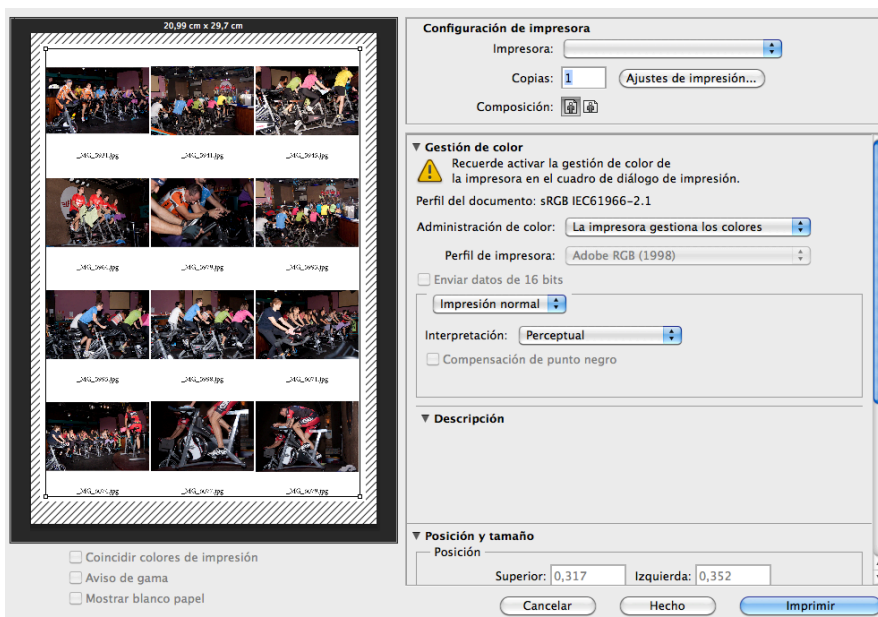 20,99 cm x 29,7 cm
Configuración de impresora
Impresora:
Copias: 1 Ajustes de impresión...
Composición:
Gestión de color
Recuerde activar la gestión de color de
la impresora en el cuadro de diálogo de impresión.
Perfil del documento: sRGB IEC61966-2.1
Administración de color: La impresora gestiona los colores
Perfil de impresora: Adobe RGB (1998)
Enviar datos de 16 bits
Impresión normal
Interpretación: Perceptual
Compensación de punto negro
Descripción
Posición y tamaño
Posición
Superior: 0,317 Izquierda: 0,352
Coincidir colores de impresión
Aviso de gama
Mostrar blanco papel
Cancelar Hecho Imprimir